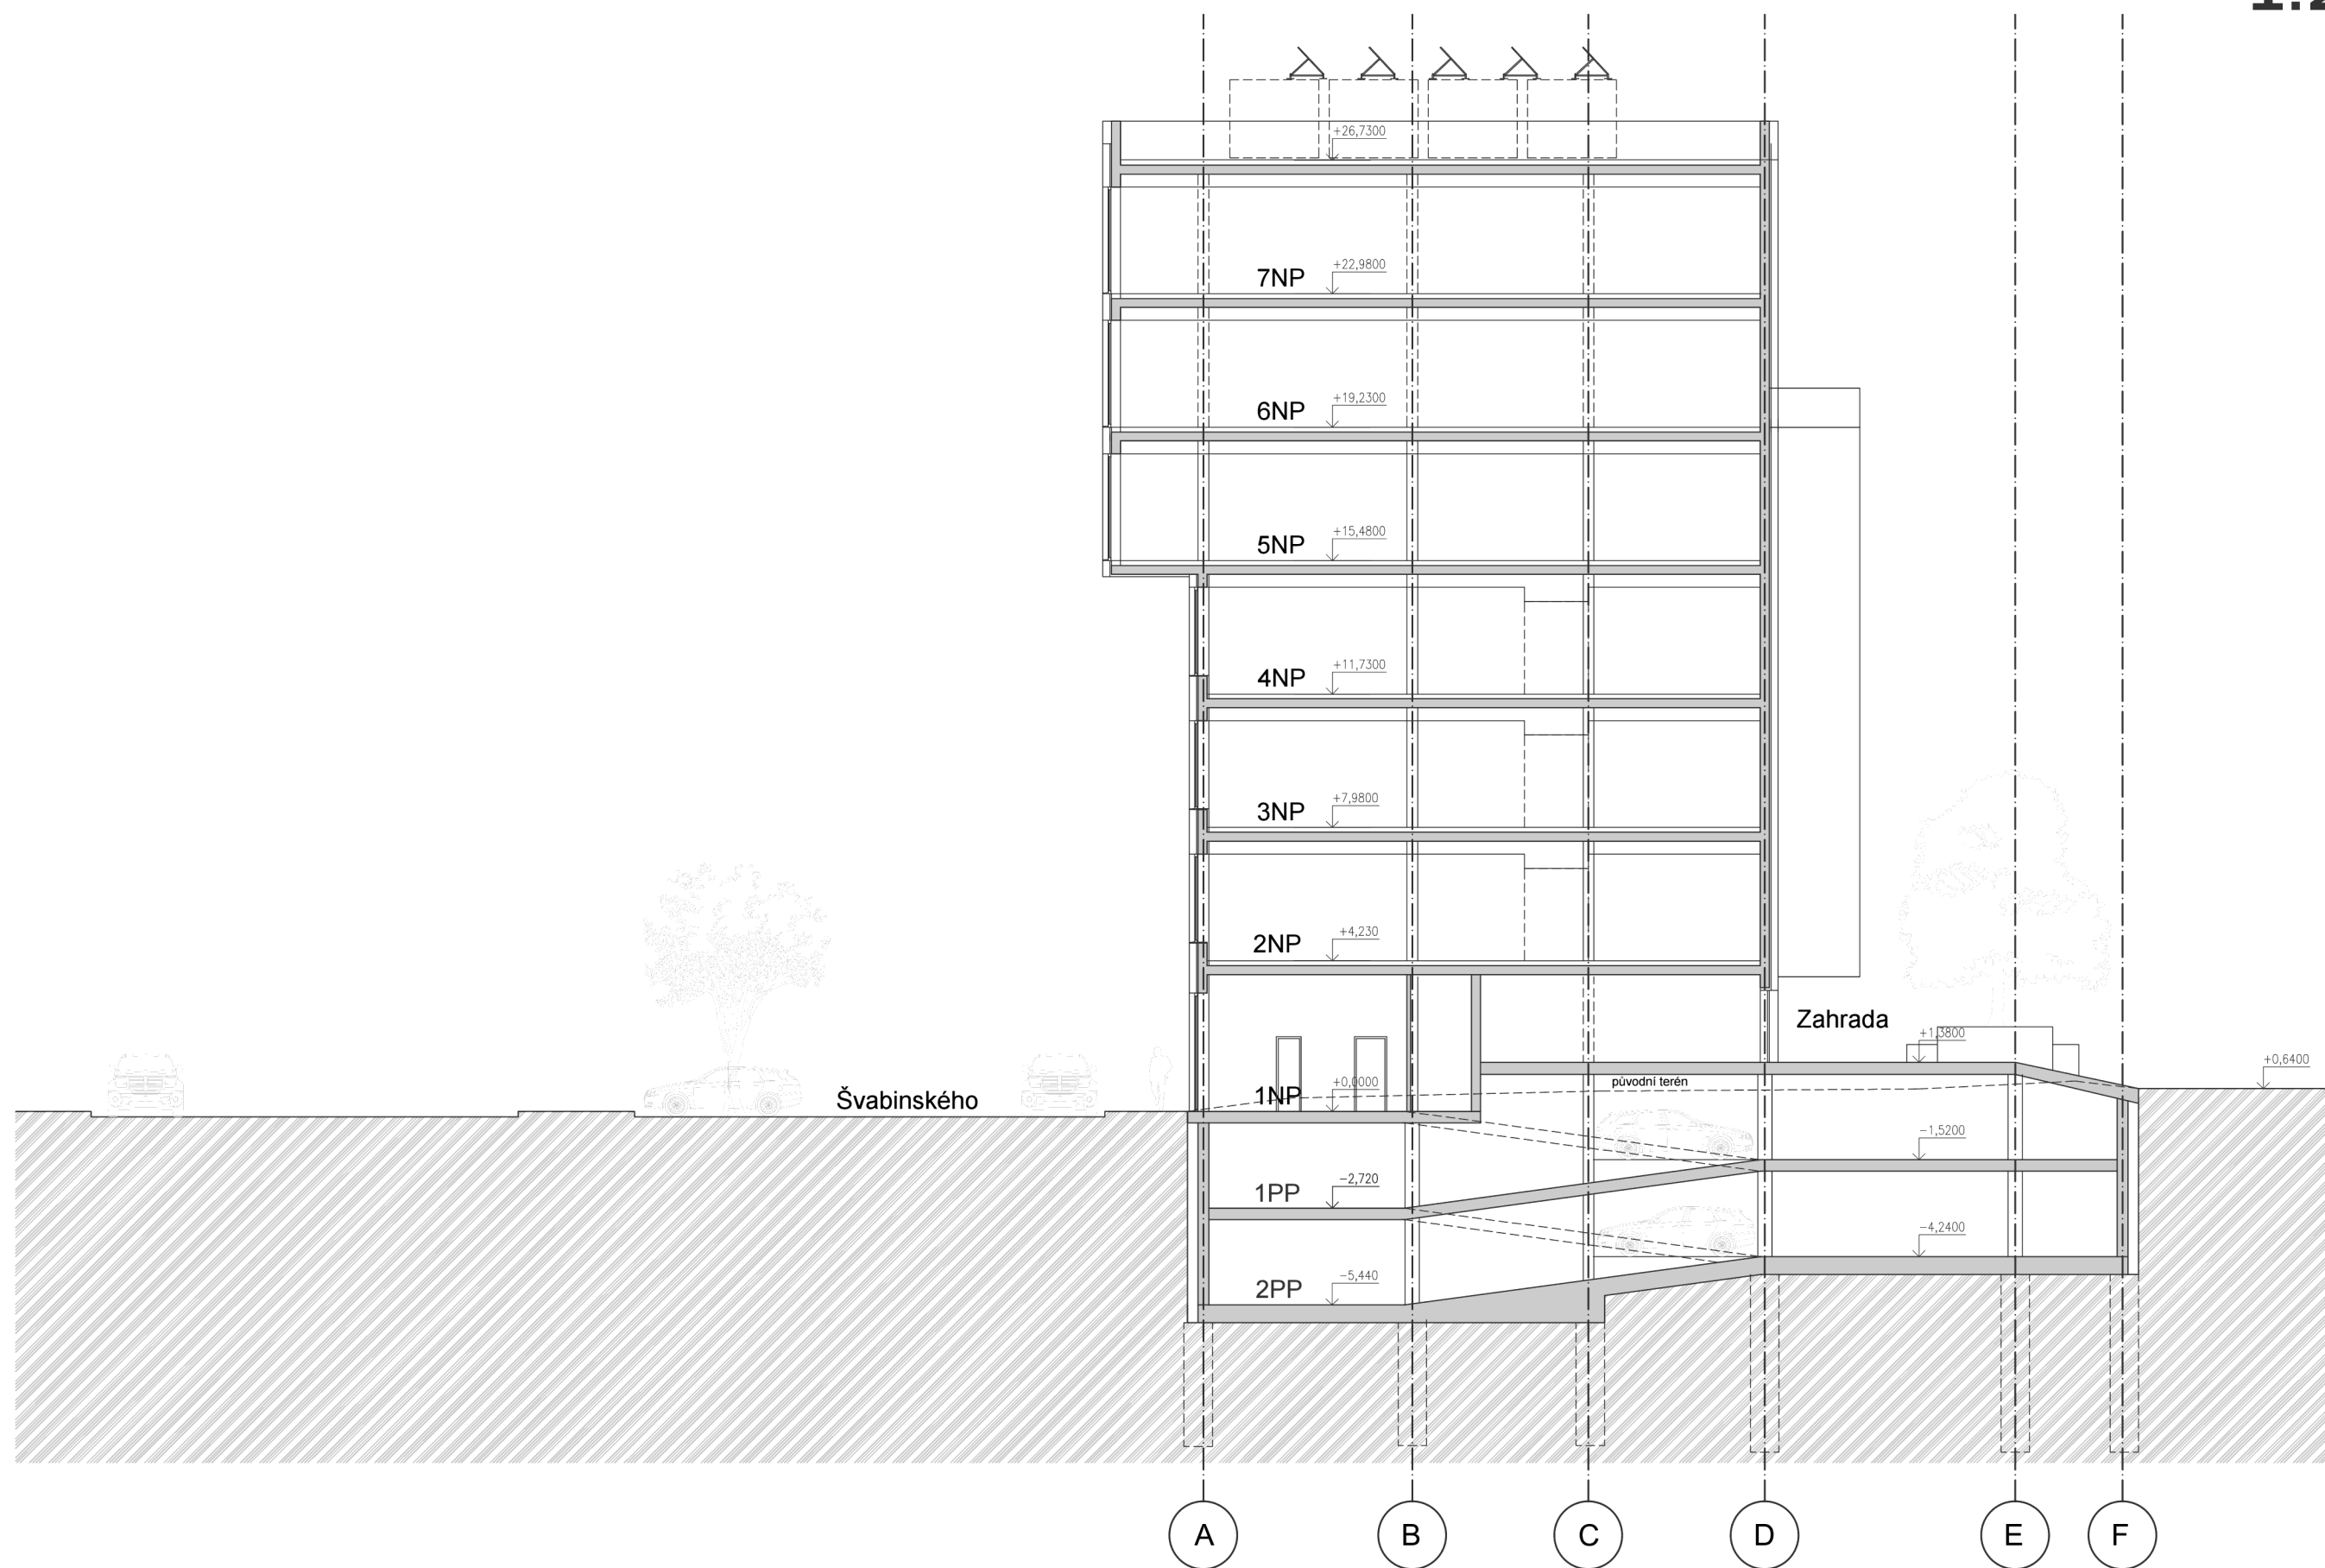 +26,7300
7NP +22,9800
6NP +19,2300
5NP +15,4800
4NP +11,7300
3NP +7,9800
2NP +4,230
Zahrada
+1,3800
+0,6400
původní terén
Švabinského
1NP +0,0000
-1,5200
1PP -2,720
-4,2400
2PP -5,440
A B C D E F